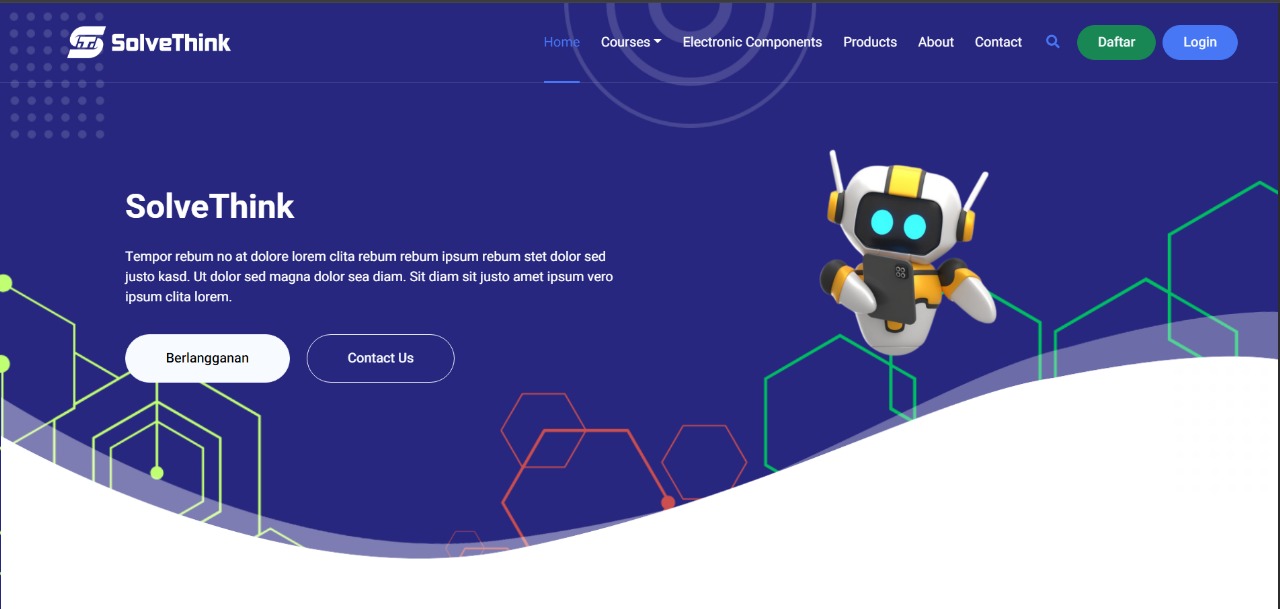 SolveThink
Home Courses Electronic Components Products About Contact Daftar Login
SolveThink
Tempor rebum no at dolore lorem clita rebum rebum ipsum rebum stet dolor sed
justo kasd. Ut dolor sed magna dolor sea diam. Sit diam sit justo amet ipsum vero
ipsum clita lorem.
Berlangganan Contact Us